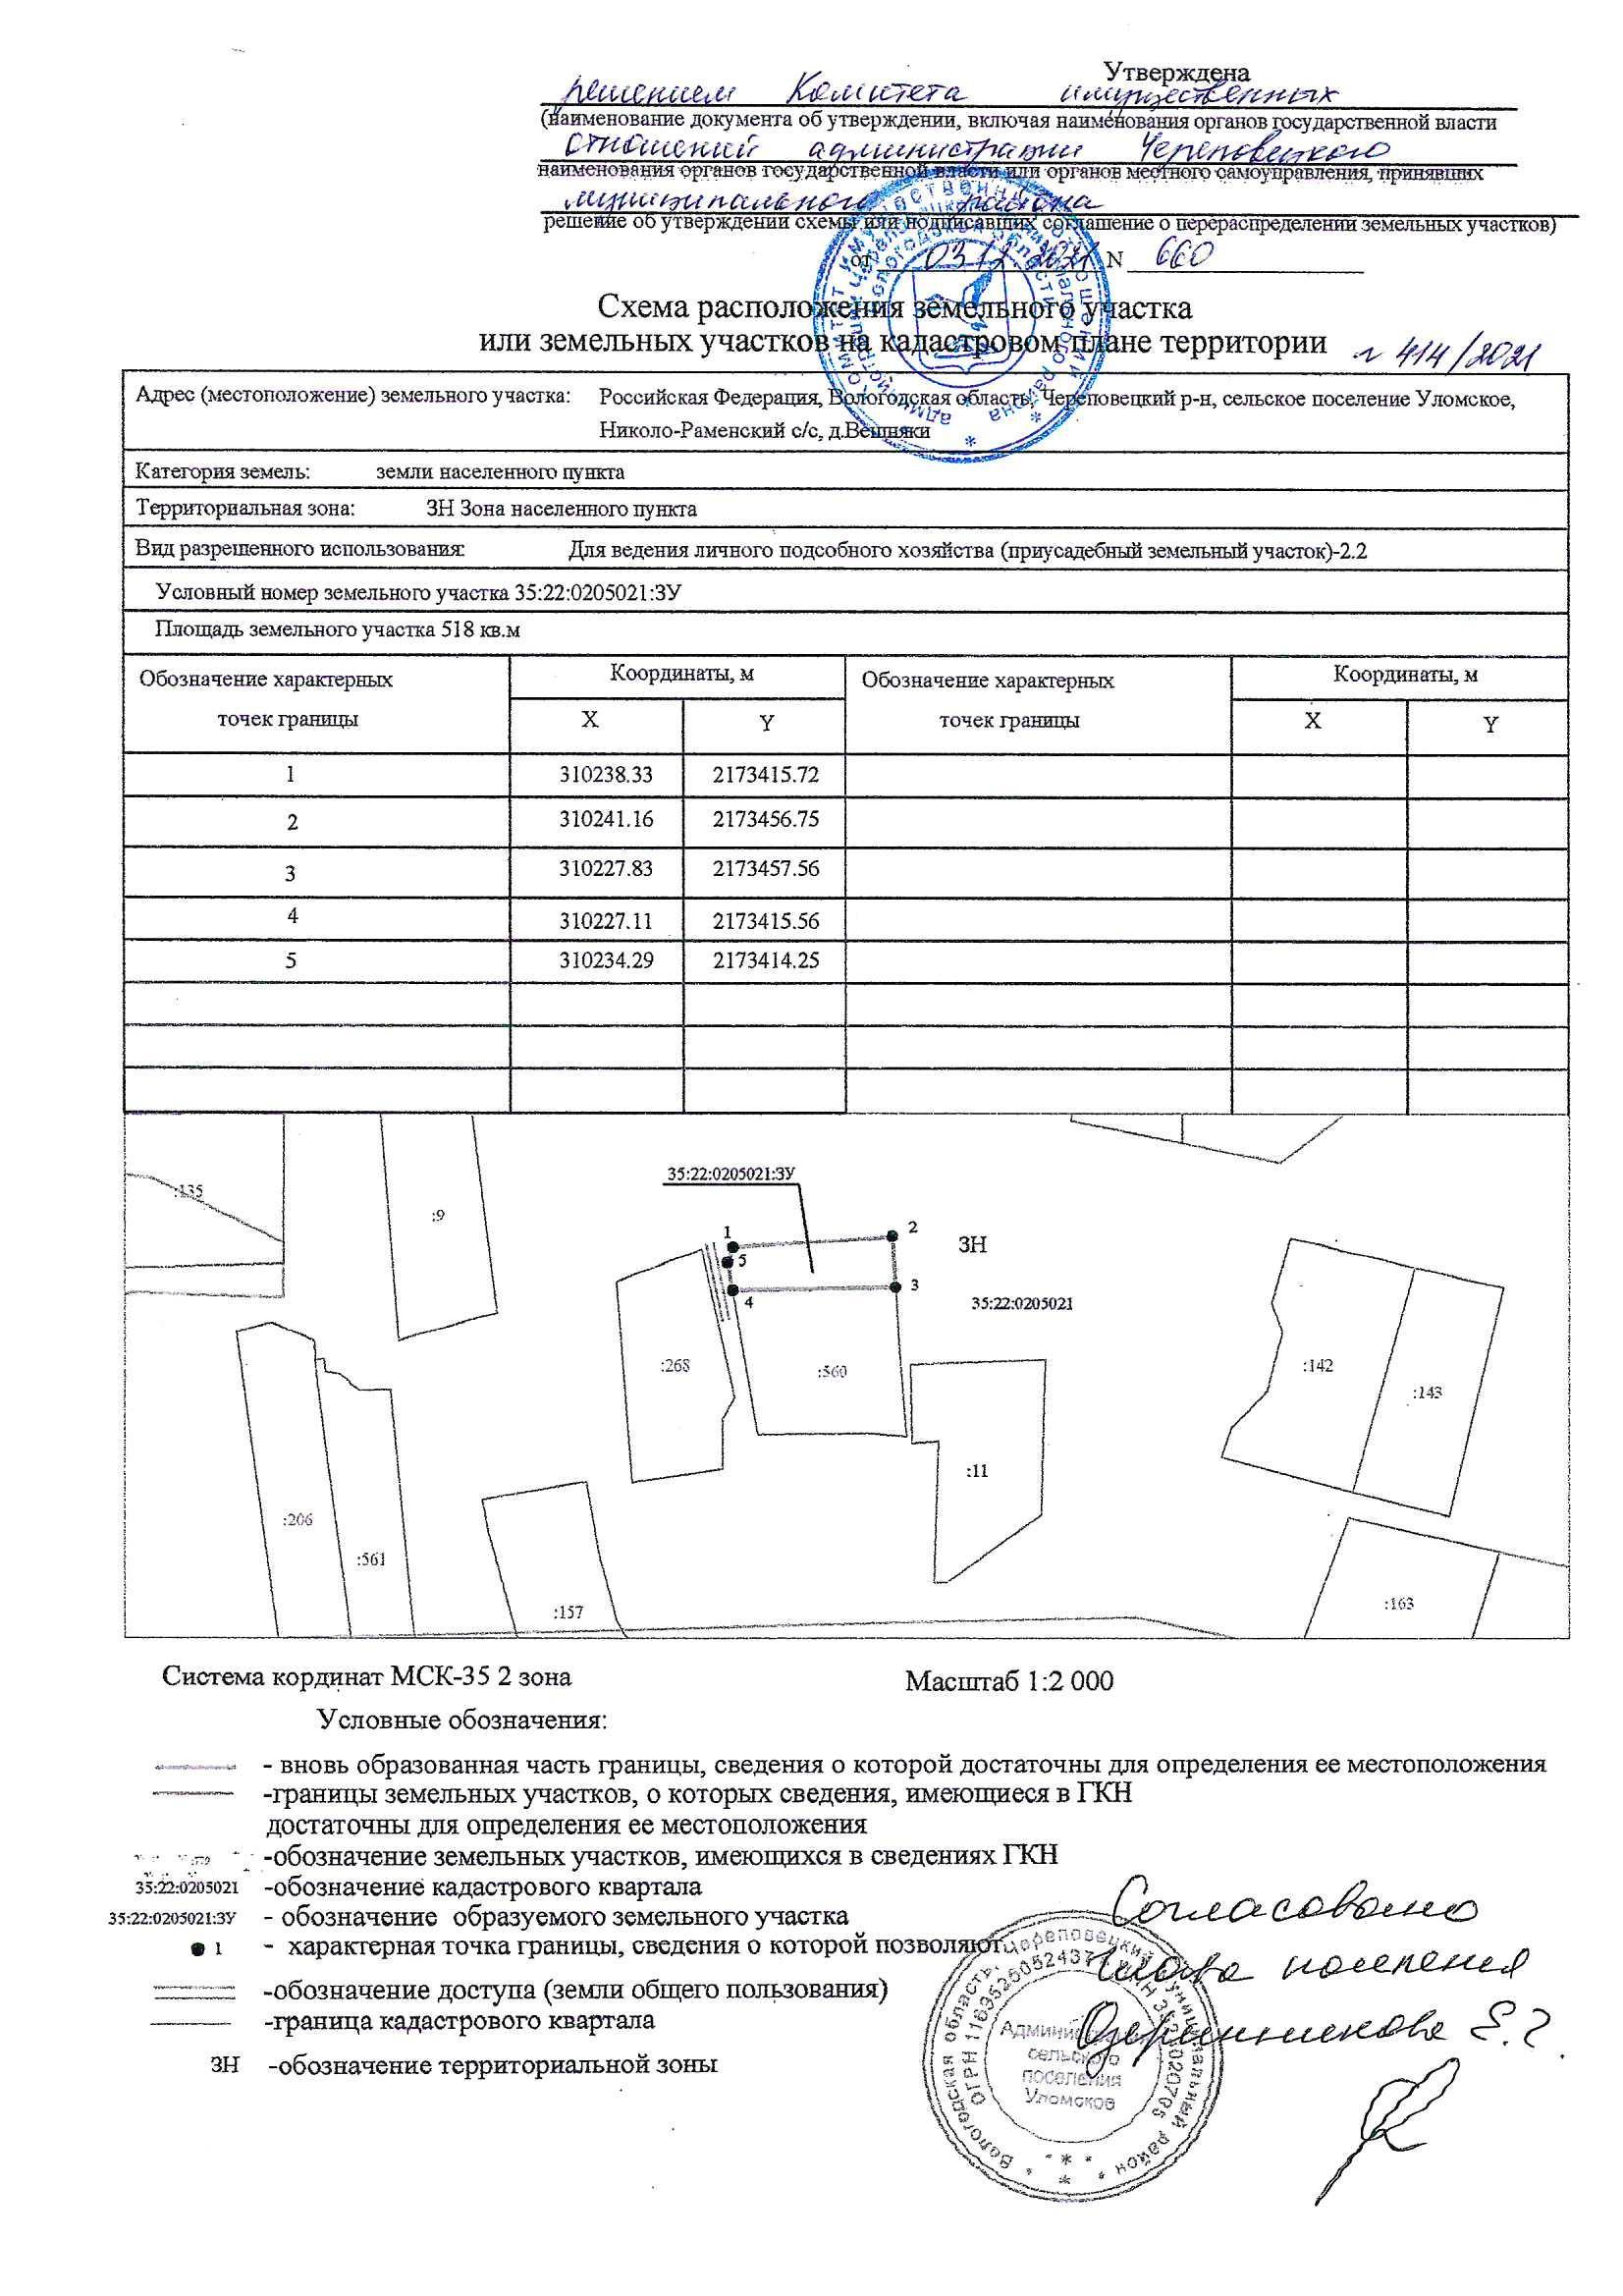 Утверждена
решением Комитета имущественных
(наименование документа об утверждении, включая наименования органов государственной власти
отношений администрации Череповецкого
наименования органов государственной власти или органов местного самоуправления, принявших
муниципального района
решение об утверждении схемы или подписавших соглашение о перераспределении земельных участков)
от 03.12.2021 N 660
Схема расположения земельного участка
или земельных участков на кадастровом плане территории
№ 414/2021
Адрес (местоположение) земельного участка: Российская Федерация, Вологодская область, Череповецкий р-н, сельское поселение Уломское,
Николо-Раменский с/с, д.Вешняки
Категория земель: земли населенного пункта
Территориальная зона: ЗН Зона населенного пункта
Вид разрешенного использования: Для ведения личного подсобного хозяйства (приусадебный земельный участок)-2.2
Условный номер земельного участка 35:22:0205021:ЗУ
Площадь земельного участка 518 кв.м
Обозначение характерных точек границы Координаты, м Обозначение характерных точек границы Координаты, м
X Y X Y
1 310238.33 2173415.72
2 310241.16 2173456.75
3 310227.83 2173457.56
4 310227.11 2173415.56
5 310234.29 2173414.25
:135
:9
35:22:0205021:ЗУ
1
2
5
4
3
ЗН
35:22:0205021
:268
:560
:142
:143
:11
:206
:561
:157
:163
Система кординат МСК-35 2 зона
Масштаб 1:2 000
Условные обозначения:
- вновь образованная часть границы, сведения о которой достаточны для определения ее местоположения
-границы земельных участков, о которых сведения, имеющиеся в ГКН
достаточны для определения ее местоположения
-обозначение земельных участков, имеющихся в сведениях ГКН
35:22:0205021 -обозначение кадастрового квартала
35:22:0205021:ЗУ - обозначение образуемого земельного участка
1 - характерная точка границы, сведения о которой позволяют
-обозначение доступа (земли общего пользования)
-граница кадастрового квартала
ЗН -обозначение территориальной зоны
Согласовано
Глава поселения
Администрация
сельского
поселения
Уломское
Вологодская область, Череповецкий муниципальный район